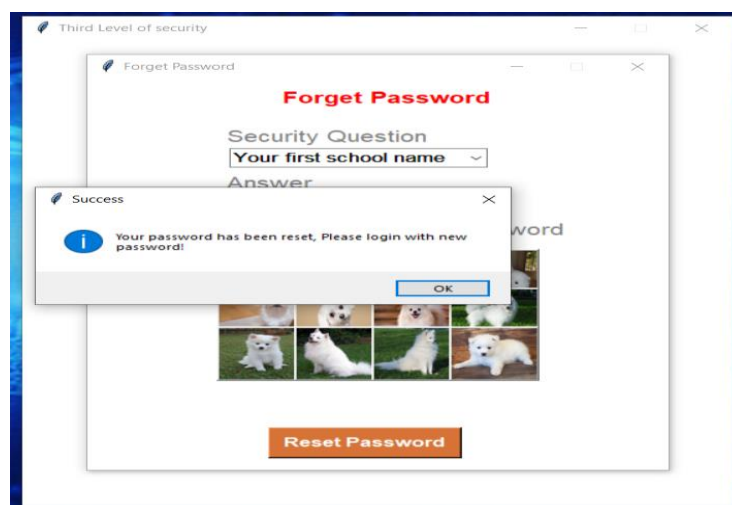 Third Level of security
Forget Password
Forget Password
Security Question
Your first school name
Answer
Success
Your password has been reset, Please login with new
password!
OK
Reset Password